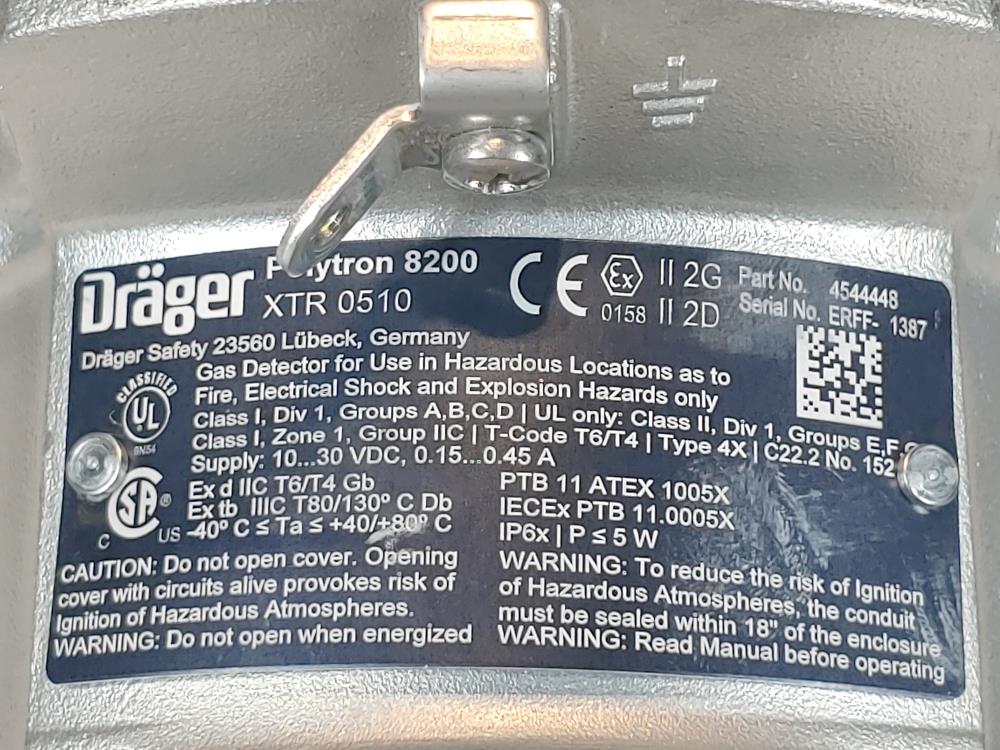 Dräger
Polytron 8200
XTR 0510
CE 0158 Ex II 2G
II 2D
Part No. 4544448
Serial No. ERFF- 1387
Dräger Safety 23560 Lübeck, Germany
CLASSIFIED
UL
Gas Detector for Use in Hazardous Locations as to
Fire, Electrical Shock and Explosion Hazards only
Class I, Div 1, Groups A,B,C,D | UL only: Class II, Div 1, Groups E,F,
Class I, Zone 1, Group IIC | T-Code T6/T4 | Type 4X | C22.2 No. 152
Supply: 10...30 VDC, 0.15...0.45 A
C SA US ®
Ex d IIC T6/T4 Gb
Ex tb IIIC T80/130° C Db
-40° C ≤ Ta ≤ +40/+80° C
PTB 11 ATEX 1005X
IECEx PTB 11.0005X
IP6x | P ≤ 5 W
CAUTION: Do not open cover. Opening
cover with circuits alive provokes risk of
Ignition of Hazardous Atmospheres.
WARNING: Do not open when energized
WARNING: To reduce the risk of Ignition
of Hazardous Atmospheres, the conduit
must be sealed within 18" of the enclosure
WARNING: Read Manual before operating